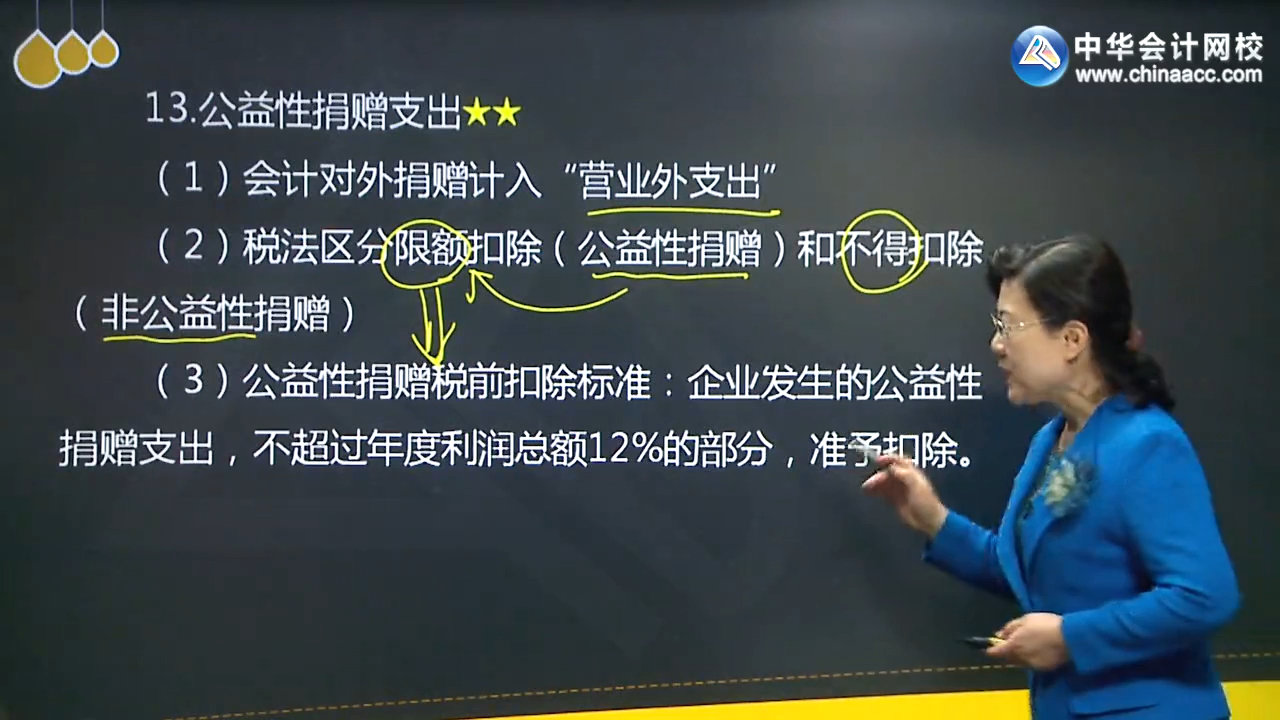 中华会计网校
www.chinaacc.com
13.公益性捐赠支出★★
（1）会计对外捐赠计入“营业外支出”
（2）税法区分限额扣除（公益性捐赠）和不得扣除
（非公益性捐赠）
（3）公益性捐赠税前扣除标准：企业发生的公益性
捐赠支出，不超过年度利润总额12%的部分，准予扣除。